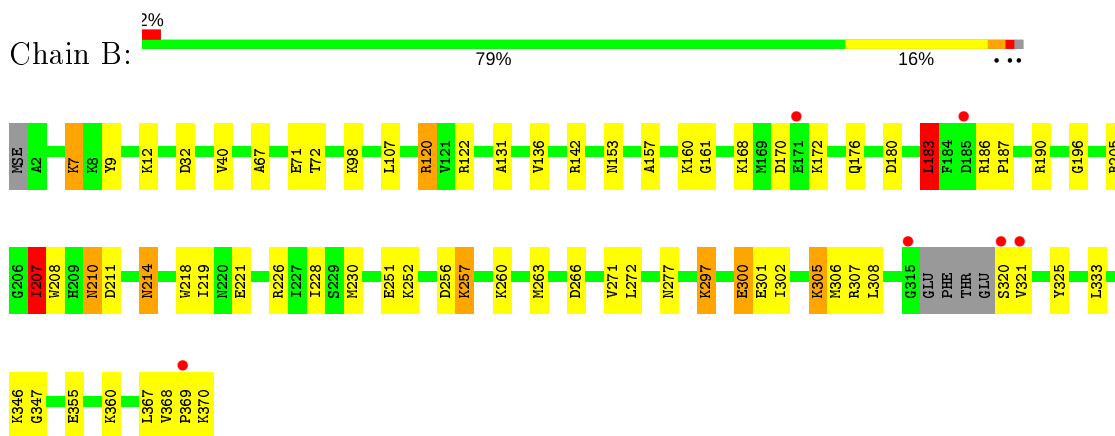 2%
Chain B:
79% 16% • ••
MSE A2 K7 K8 Y9 K12 D32 V40 A67 E71 T72 K98 L107 R120 V121 R122 A131 V136 R142 N153 A157 K160 G161 K168 M169 D170 E171 K172 Q176 D180 L183 F184 D185 R186 P187 R190 G196 R205
G206 I207 W208 H209 N210 D211 N214 W218 I219 N220 E221 R226 I227 I228 S229 M230 E251 K252 D256 K257 K260 M263 D266 V271 L272 N277 K297 E300 E301 I302 K305 M306 R307 L308 G315 GLU PHE THR GLU S320 V321 Y325 L333
K346 G347 E355 K360 L367 V368 P369 K370